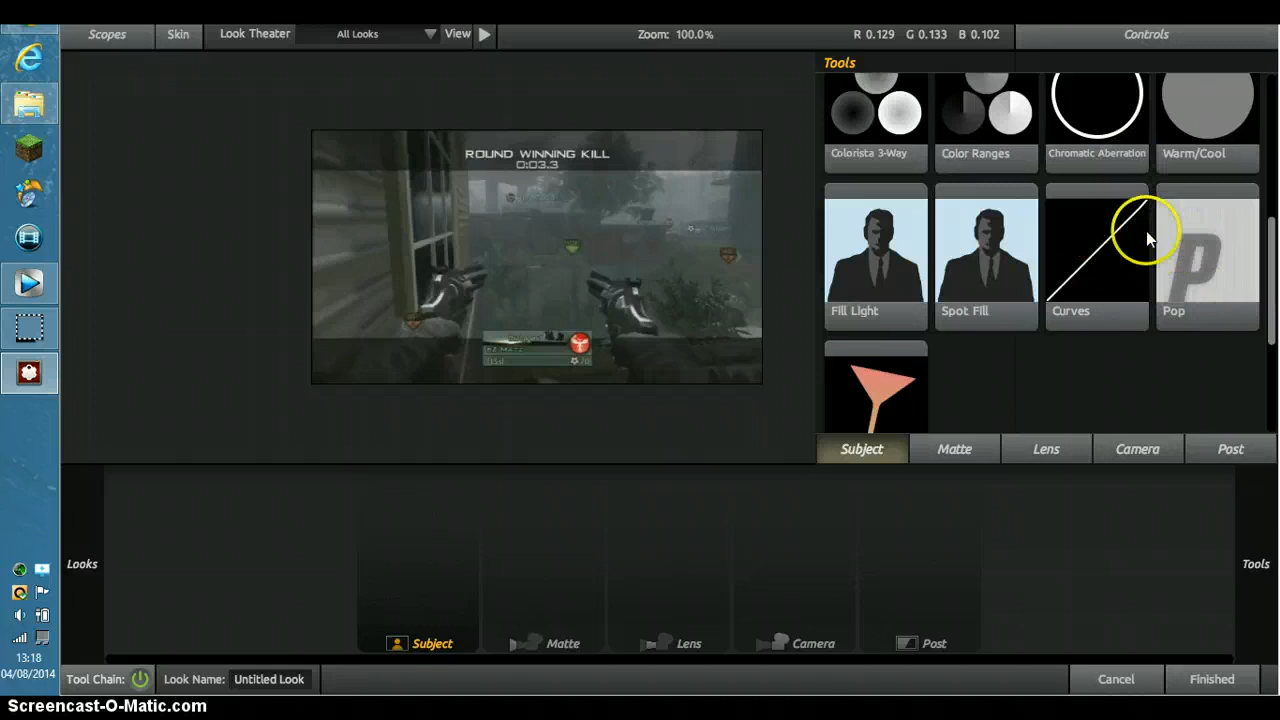 Scopes
Skin
Look Theater
All Looks
View
Zoom: 100.0%
R 0.129 G 0.133 B 0.102
Controls
Tools
Colorista 3-Way
Color Ranges
Chromatic Aberration
Warm/Cool
ROUND WINNING KILL
0:03.3
Fill Light
Spot Fill
Curves
P
Pop
Subject
Matte
Lens
Camera
Post
Looks
Tools
Subject
Matte
Lens
Camera
Post
13:18
04/08/2014
Tool Chain:
Look Name:
Untitled Look
Cancel
Finished
Screencast-O-Matic.com